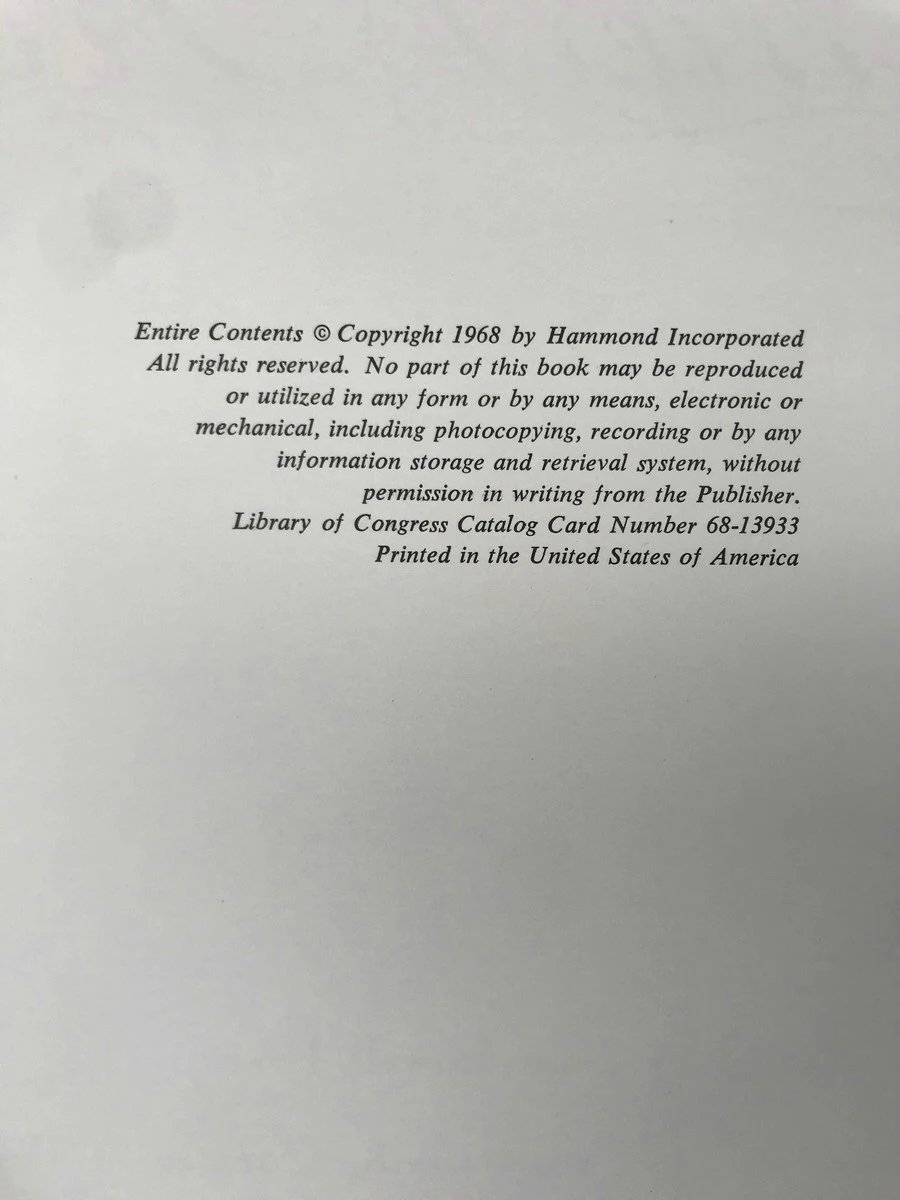 Entire Contents © Copyright 1968 by Hammond Incorporated
All rights reserved. No part of this book may be reproduced
or utilized in any form or by any means, electronic or
mechanical, including photocopying, recording or by any
information storage and retrieval system, without
permission in writing from the Publisher.
Library of Congress Catalog Card Number 68-13933
Printed in the United States of America